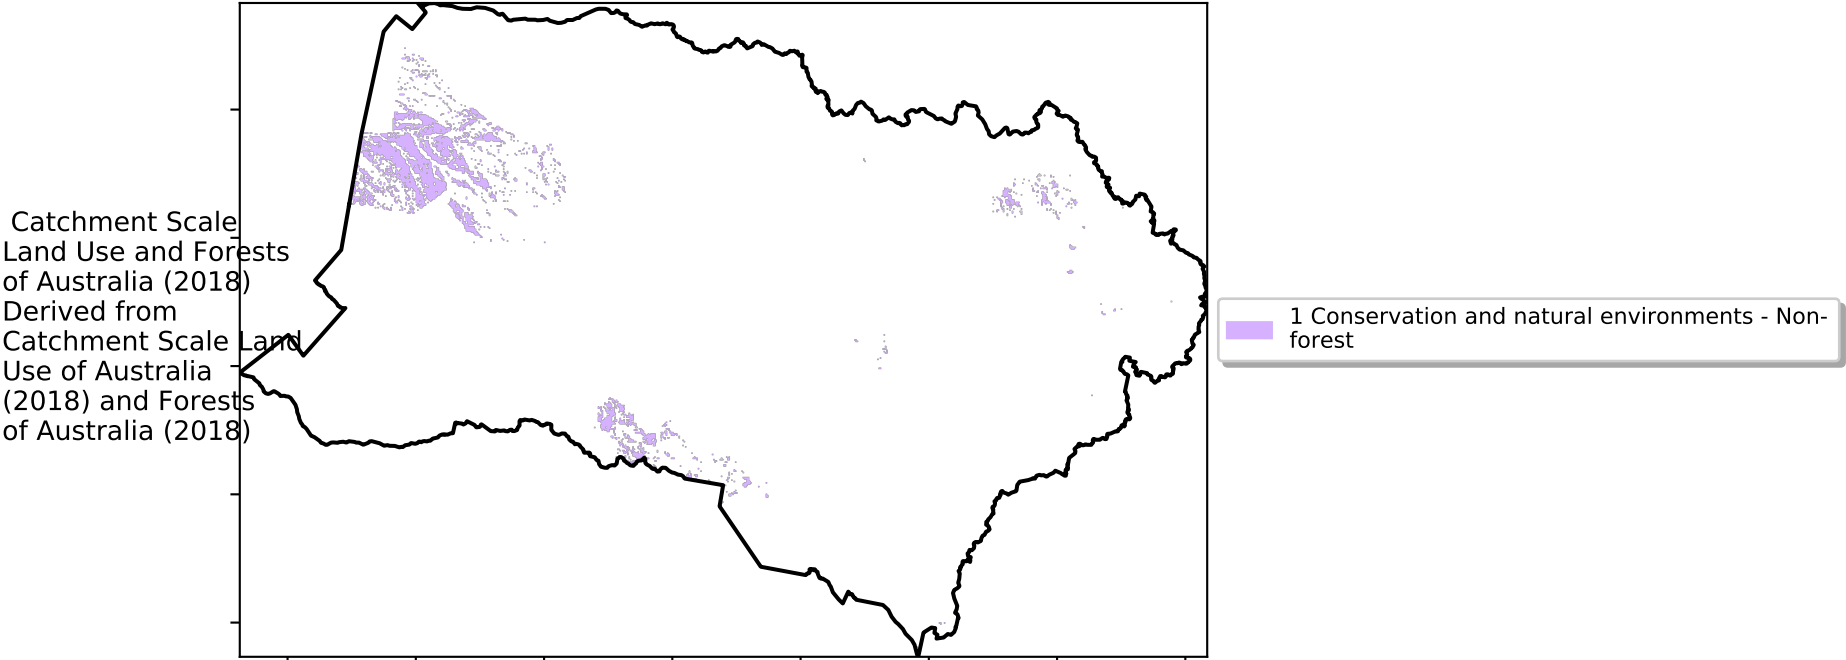 Catchment Scale
Land Use and Forests
of Australia (2018)
Derived from
Catchment Scale Land
Use of Australia
(2018) and Forests
of Australia (2018)
1 Conservation and natural environments - Non-
forest